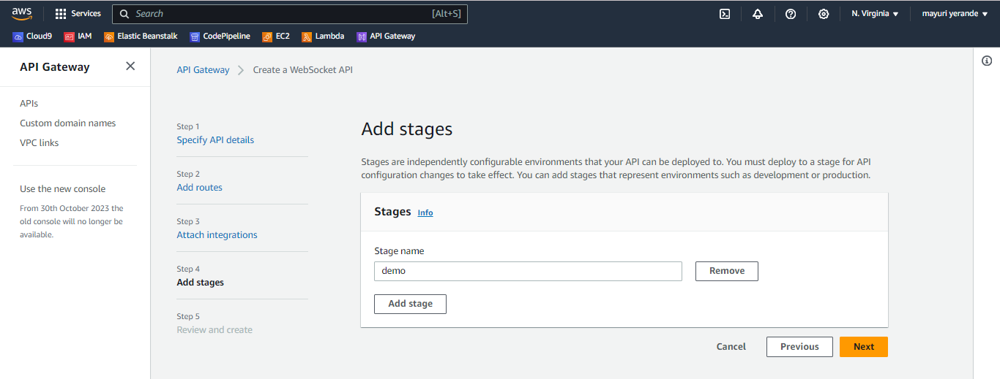 aws
Services
Search
[Alt+S]
N. Virginia
mayuri yerande
Cloud9
IAM
Elastic Beanstalk
CodePipeline
EC2
Lambda
API Gateway
API Gateway
APIs
Custom domain names
VPC links
Use the new console
From 30th October 2023 the
old console will no longer be
available.
API Gateway
Create a WebSocket API
Step 1
Specify API details
Step 2
Add routes
Step 3
Attach integrations
Step 4
Add stages
Step 5
Review and create
Add stages
Stages are independently configurable environments that your API can be deployed to. You must deploy to a stage for API
configuration changes to take effect. You can add stages that represent environments such as development or production.
Stages Info
Stage name
demo
Remove
Add stage
Cancel
Previous
Next